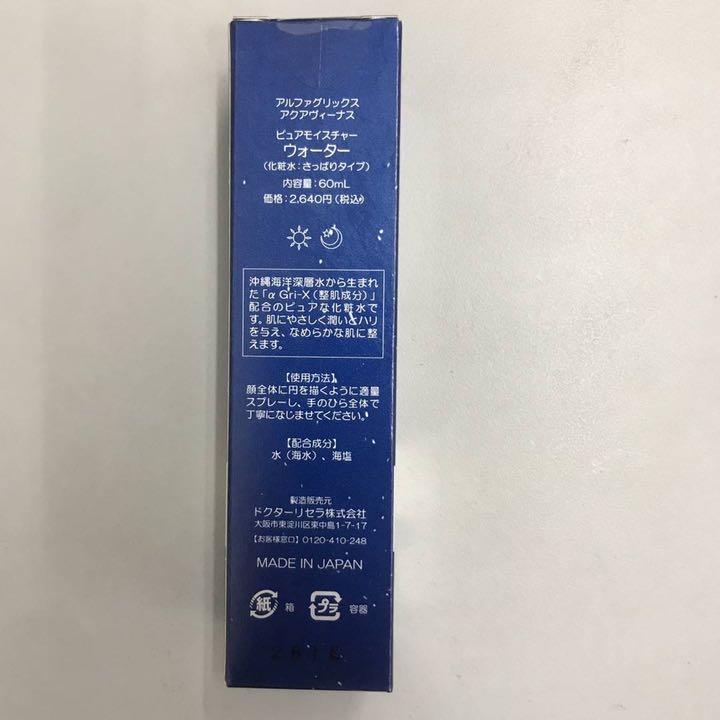 アルファグリックス
アクアヴィーナス
ピュアモイスチャー
ウォーター
(化粧水:さっぱりタイプ)
内容量:60mL
価格:2,640円(税込)
沖縄海洋深層水から生まれ
た「α Gri-X(整肌成分)」
配合のピュアな化粧水で
す。肌にやさしく潤いとハリ
を与え、なめらかな肌に整
えます。
【使用方法】
顔全体に円を描くように適量
スプレーし、手のひら全体で
丁寧になじませてください。
【配合成分】
水(海水)、海塩
製造販売元
ドクターリセラ株式会社
大阪市東淀川区東中島1-7-17
【お客様窓口】0120-410-248
MADE IN JAPAN
紙 箱 プラ 容器